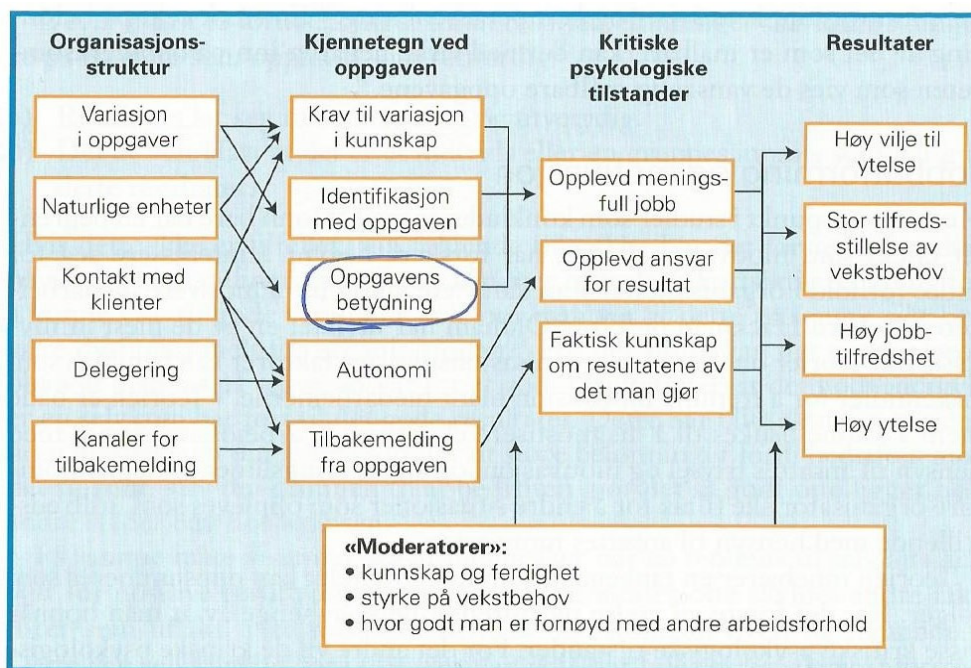 Organisasjons-
struktur
Kjennetegn ved
oppgaven
Kritiske
psykologiske
tilstander
Resultater
Variasjon
i oppgaver
Naturlige enheter
Kontakt med
klienter
Delegering
Kanaler for
tilbakemelding
Krav til variasjon
i kunnskap
Identifikasjon
med oppgaven
Oppgavens
betydning
Autonomi
Tilbakemelding
fra oppgaven
Opplevd menings-
full jobb
Opplevd ansvar
for resultat
Faktisk kunnskap
om resultatene av
det man gjør
Høy vilje til
ytelse
Stor tilfreds-
stillelse av
vekstbehov
Høy jobb-
tilfredshet
Høy ytelse
«Moderatorer»:
• kunnskap og ferdighet
• styrke på vekstbehov
• hvor godt man er fornøyd med andre arbeidsforhold